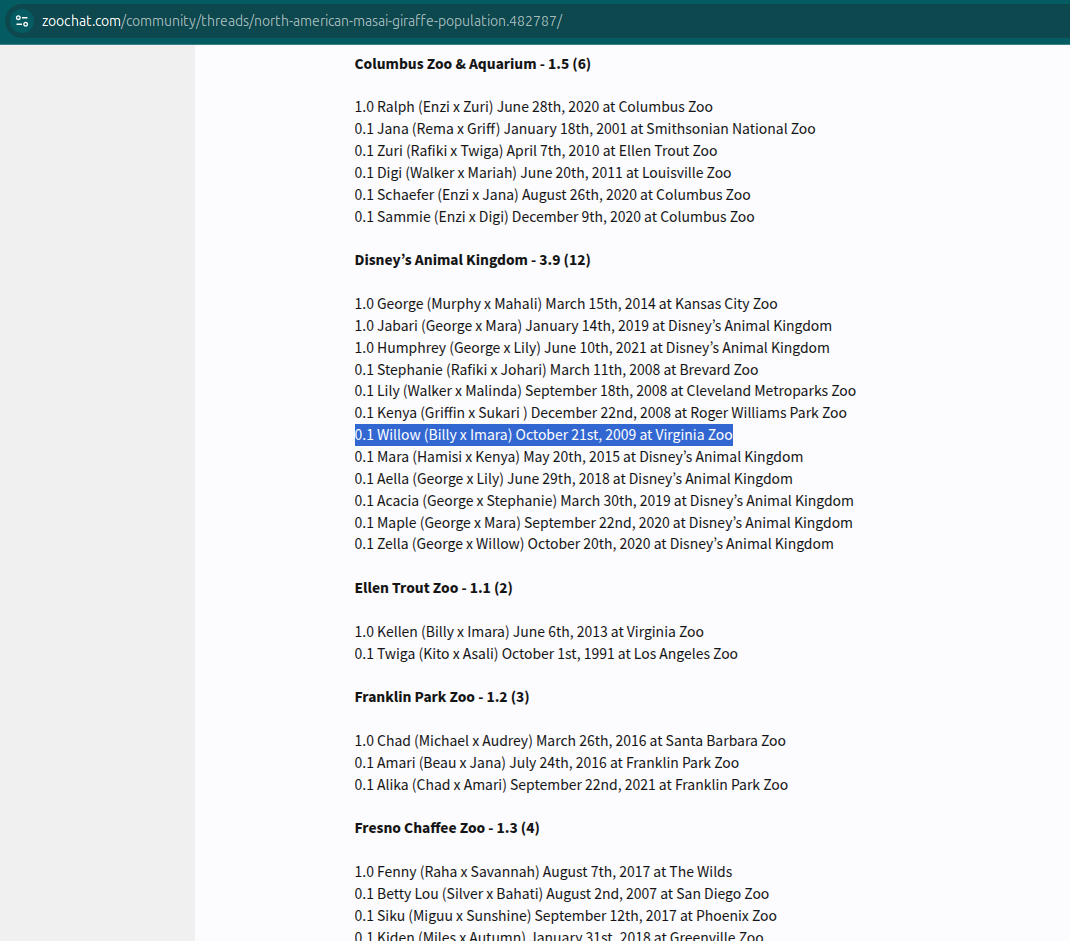 zoochat.com/community/threads/north-american-masai-giraffe-population.482787/
Columbus Zoo & Aquarium - 1.5 (6)
1.0 Ralph (Enzi x Zuri) June 28th, 2020 at Columbus Zoo
0.1 Jana (Rema x Griff) January 18th, 2001 at Smithsonian National Zoo
0.1 Zuri (Rafiki x Twiga) April 7th, 2010 at Ellen Trout Zoo
0.1 Digi (Walker x Mariah) June 20th, 2011 at Louisville Zoo
0.1 Schaefer (Enzi x Jana) August 26th, 2020 at Columbus Zoo
0.1 Sammie (Enzi x Digi) December 9th, 2020 at Columbus Zoo
Disney’s Animal Kingdom - 3.9 (12)
1.0 George (Murphy x Mahali) March 15th, 2014 at Kansas City Zoo
1.0 Jabari (George x Mara) January 14th, 2019 at Disney’s Animal Kingdom
1.0 Humphrey (George x Lily) June 10th, 2021 at Disney’s Animal Kingdom
0.1 Stephanie (Rafiki x Johari) March 11th, 2008 at Brevard Zoo
0.1 Lily (Walker x Malinda) September 18th, 2008 at Cleveland Metroparks Zoo
0.1 Kenya (Griffin x Sukari ) December 22nd, 2008 at Roger Williams Park Zoo
0.1 Willow (Billy x Imara) October 21st, 2009 at Virginia Zoo
0.1 Mara (Hamisi x Kenya) May 20th, 2015 at Disney’s Animal Kingdom
0.1 Aella (George x Lily) June 29th, 2018 at Disney’s Animal Kingdom
0.1 Acacia (George x Stephanie) March 30th, 2019 at Disney’s Animal Kingdom
0.1 Maple (George x Mara) September 22nd, 2020 at Disney’s Animal Kingdom
0.1 Zella (George x Willow) October 20th, 2020 at Disney’s Animal Kingdom
Ellen Trout Zoo - 1.1 (2)
1.0 Kellen (Billy x Imara) June 6th, 2013 at Virginia Zoo
0.1 Twiga (Kito x Asali) October 1st, 1991 at Los Angeles Zoo
Franklin Park Zoo - 1.2 (3)
1.0 Chad (Michael x Audrey) March 26th, 2016 at Santa Barbara Zoo
0.1 Amari (Beau x Jana) July 24th, 2016 at Franklin Park Zoo
0.1 Alika (Chad x Amari) September 22nd, 2021 at Franklin Park Zoo
Fresno Chaffee Zoo - 1.3 (4)
1.0 Fenny (Raha x Savannah) August 7th, 2017 at The Wilds
0.1 Betty Lou (Silver x Bahati) August 2nd, 2007 at San Diego Zoo
0.1 Siku (Miguu x Sunshine) September 12th, 2017 at Phoenix Zoo
0.1 Kiden (Miles x Autumn) January 31st, 2018 at Greenville Zoo